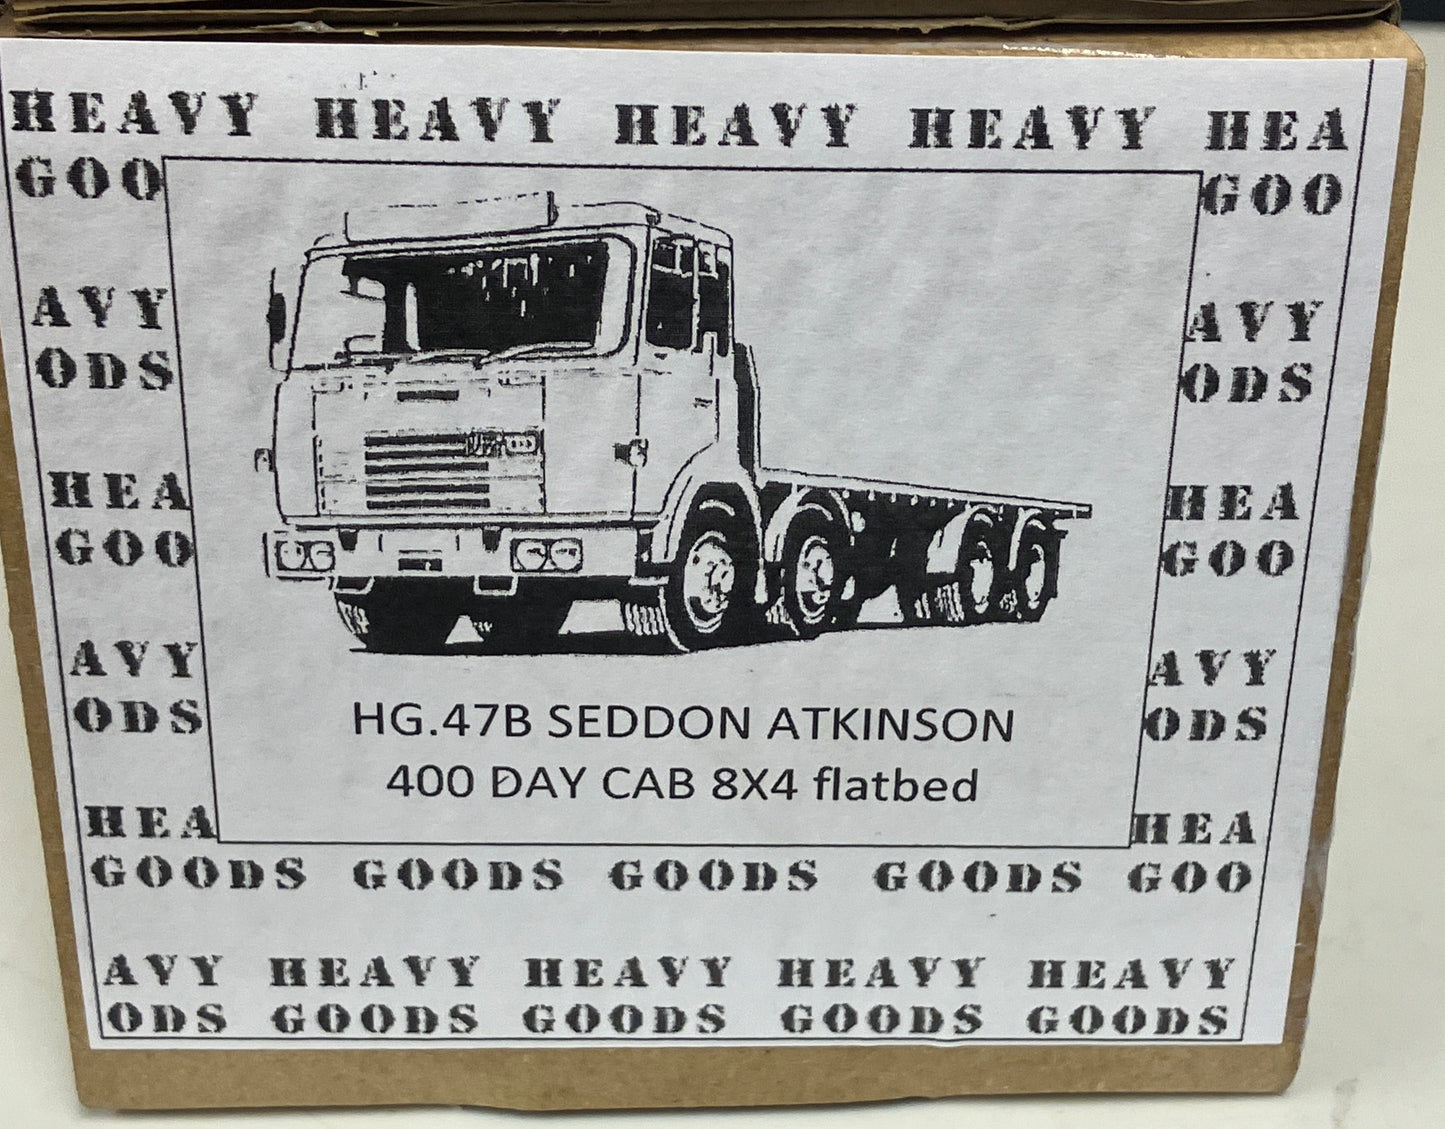 HEAVY HEAVY HEAVY HEAVY HEA
GOO GOO
AVY AVY
ODS ODS
HEA HEA
GOO GOO
AVY AVY
ODS ODS
HG.47B SEDDON ATKINSON
400 DAY CAB 8X4 flatbed
HEA HEA
GOODS GOODS GOODS GOODS GOO
AVY HEAVY HEAVY HEAVY HEAVY
ODS GOODS GOODS GOODS GOODS